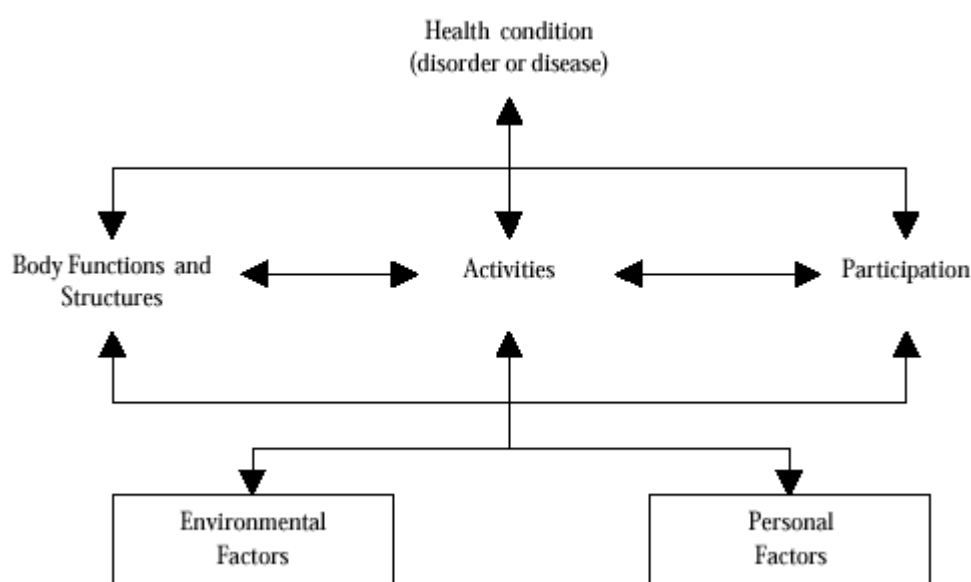 Health condition
(disorder or disease)
Body Functions and
Structures
Activities
Participation
Environmental
Factors
Personal
Factors